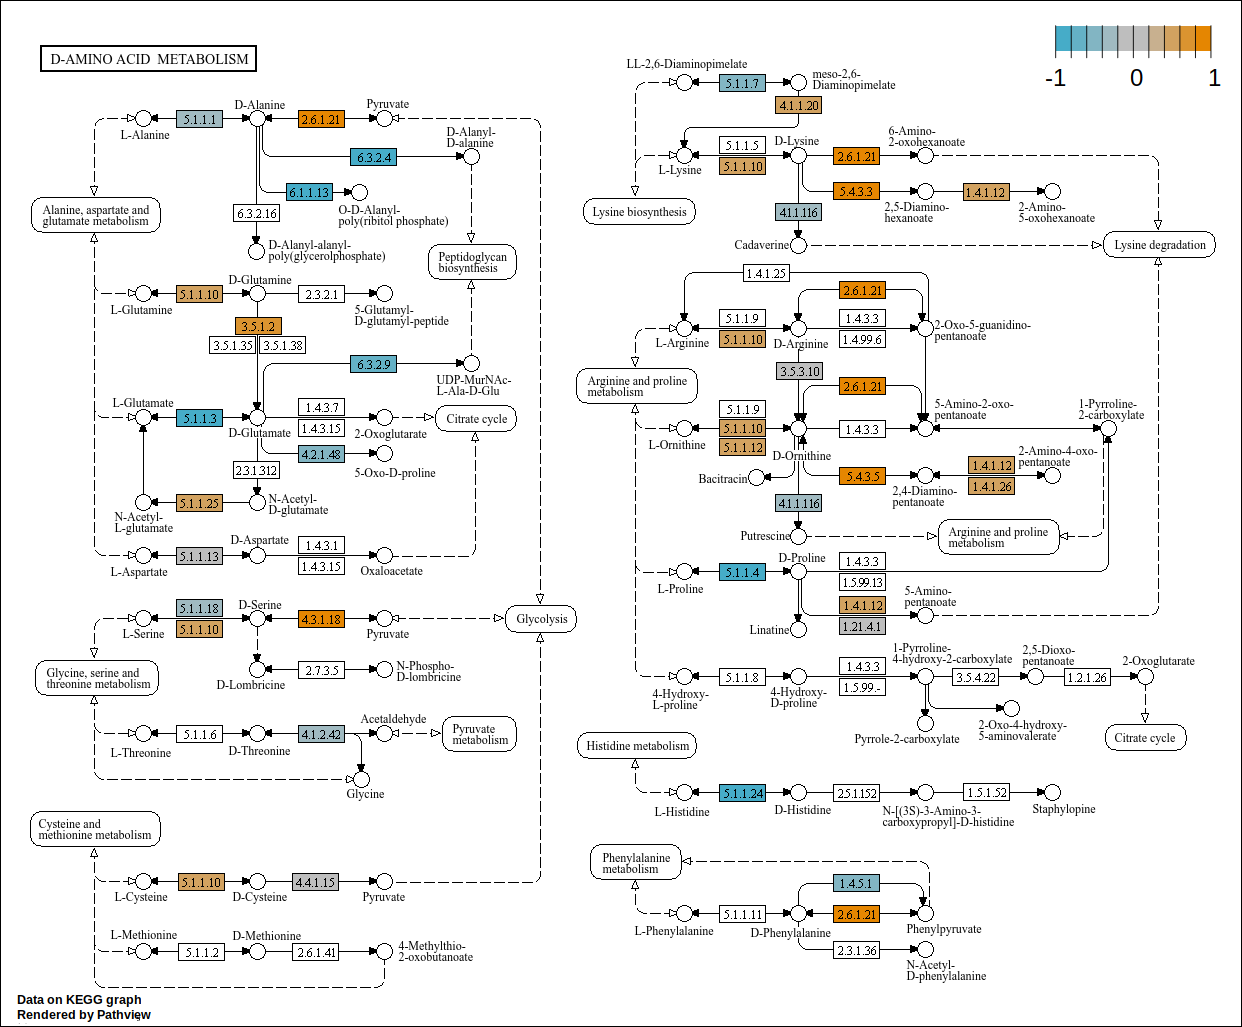 D-AMINO ACID METABOLISM
-1
0
1
D-Alanine
Pyruvate
5.1.1.1
2.6.1.21
L-Alanine
D-Alanyl-
D-alanine
6.3.2.4
6.1.1.13
Alanine, aspartate and
glutamate metabolism
6.3.2.16
O-D-Alanyl-
poly(ribitol phosphate)
D-Alanyl-alanyl-
poly(glycerolphosphate)
Peptidoglycan
biosynthesis
D-Glutamine
5.1.1.10
2.3.2.1
L-Glutamine
5-Glutamyl-
D-glutamyl-peptide
3.5.1.2
3.5.1.35
3.5.1.38
6.3.2.9
UDP-MurNAc-
L-Ala-D-Glu
L-Glutamate
5.1.1.3
D-Glutamate
1.4.3.7
1.4.3.15
2-Oxoglutarate
Citrate cycle
4.2.1.48
5-Oxo-D-proline
2.3.1.312
5.1.1.25
N-Acetyl-
D-glutamate
N-Acetyl-
L-glutamate
D-Aspartate
1.4.3.1
5.1.1.13
1.4.3.15
L-Aspartate
Oxaloacetate
D-Serine
5.1.1.18
5.1.1.10
4.3.1.18
L-Serine
Pyruvate
Glycolysis
Glycine, serine and
threonine metabolism
D-Lombricine
2.7.3.5
N-Phospho-
D-lombricine
Acetaldehyde
5.1.1.6
4.1.2.42
L-Threonine
D-Threonine
Pyruvate
metabolism
Glycine
Cysteine and
methionine metabolism
5.1.1.10
4.4.1.15
L-Cysteine
D-Cysteine
Pyruvate
L-Methionine
D-Methionine
5.1.1.2
2.6.1.41
4-Methylthio-
2-oxobutanoate
Data on KEGG graph
Rendered by Pathview
LL-2,6-Diaminopimelate
5.1.1.7
meso-2,6-
Diaminopimelate
4.1.1.20
5.1.1.5
5.1.1.10
L-Lysine
D-Lysine
2.6.1.21
6-Amino-
2-oxohexanoate
5.4.3.3
1.4.1.12
2,5-Diamino-
hexanoate
2-Amino-
5-oxohexanoate
Lysine biosynthesis
4.1.1.116
Cadaverine
Lysine degradation
1.4.1.25
2.6.1.21
5.1.1.9
5.1.1.10
L-Arginine
D-Arginine
1.4.3.3
1.4.99.6
2-Oxo-5-guanidino-
pentanoate
3.5.3.10
Arginine and proline
metabolism
2.6.1.21
5.1.1.9
5.1.1.10
5.1.1.12
L-Ornithine
D-Ornithine
1.4.3.3
5-Amino-2-oxo-
pentanoate
1-Pyrroline-
2-carboxylate
Bacitracin
5.4.3.5
2,4-Diamino-
pentanoate
1.4.1.12
1.4.1.26
2-Amino-4-oxo-
pentanoate
4.1.1.116
Putrescine
Arginine and proline
metabolism
D-Proline
5.1.1.4
L-Proline
1.4.3.3
1.5.99.13
1.4.1.12
1.21.4.1
5-Amino-
pentanoate
Linatine
5.1.1.8
4-Hydroxy-
L-proline
4-Hydroxy-
D-proline
1.4.3.3
1.5.99.-
1-Pyrroline-
4-hydroxy-2-carboxylate
3.5.4.22
2,5-Dioxo-
pentanoate
1.2.1.26
2-Oxoglutarate
Pyrrole-2-carboxylate
2-Oxo-4-hydroxy-
5-aminovalerate
Citrate cycle
Histidine metabolism
5.1.1.24
L-Histidine
D-Histidine
2.5.1.152
N-[(3S)-3-Amino-3-
carboxypropyl]-D-histidine
1.5.1.52
Staphylopine
Phenylalanine
metabolism
1.4.5.1
5.1.1.11
2.6.1.21
L-Phenylalanine
D-Phenylalanine
Phenylpyruvate
2.3.1.36
N-Acetyl-
D-phenylalanine